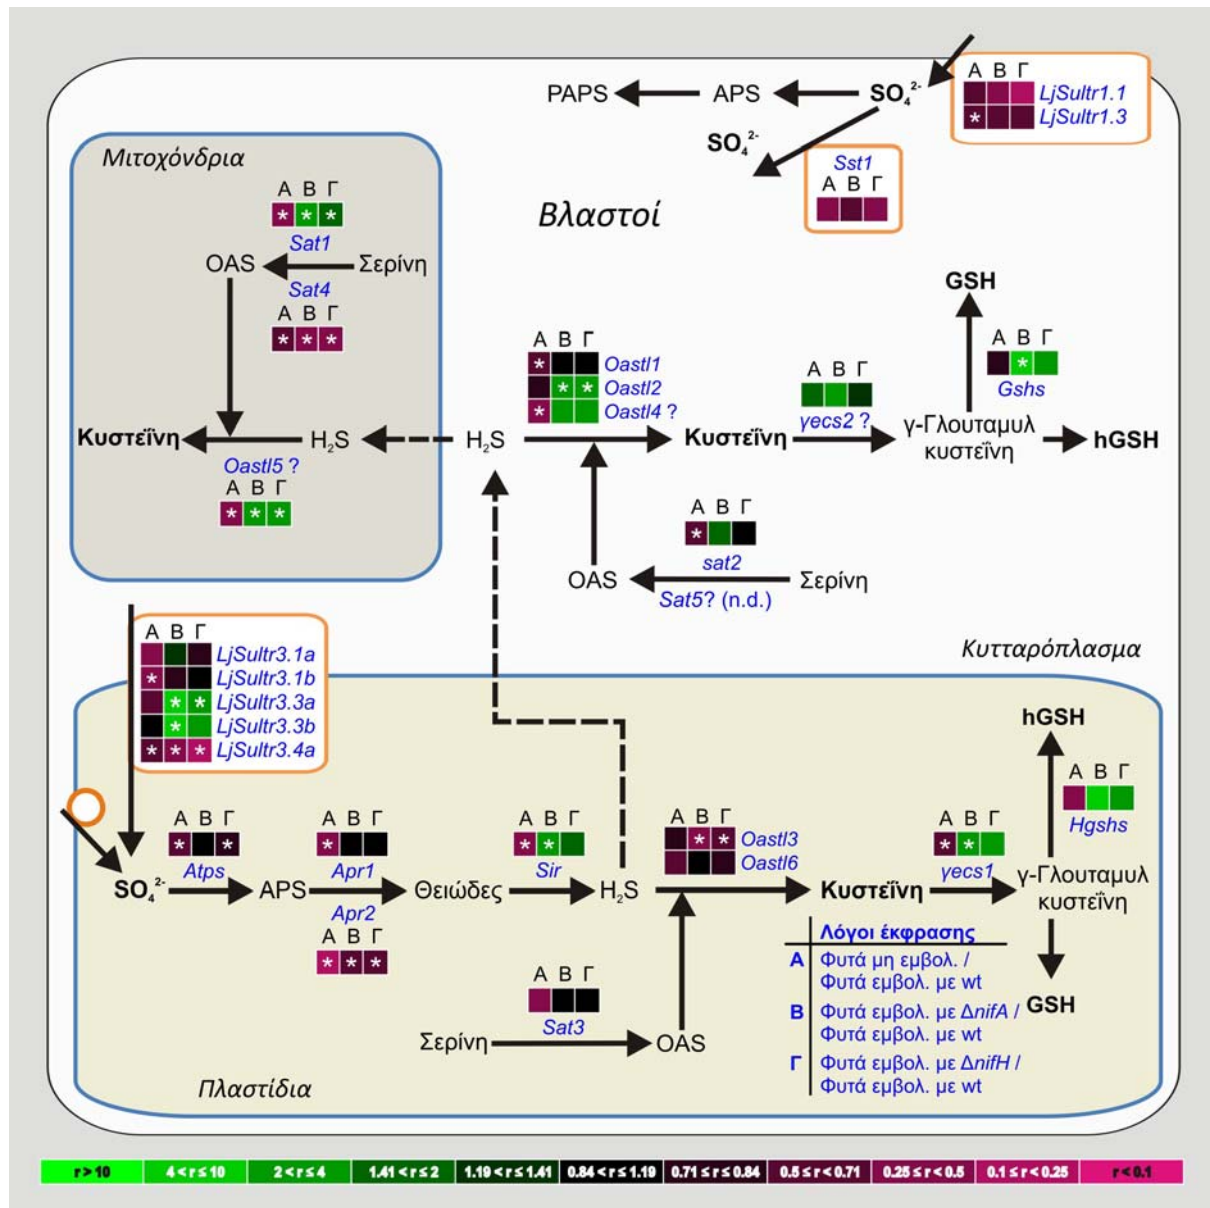 PAPS APS SO₄²⁻
Α Β Γ
LjSultr1.1
* LjSultr1.3
SO₄²⁻
Sst1
Α Β Γ
Βλαστοί
Μιτοχόνδρια
Α Β Γ
* * *
Sat1
OAS Σερίνη
Sat4
Α Β Γ
* * *
Κυστεΐνη H₂S
Oastl5 ?
Α Β Γ
* * *
H₂S
Α Β Γ
* Oastl1
* * Oastl2
* Oastl4 ?
Κυστεΐνη
Α Β Γ
γecs2 ?
γ-Γλουταμυλ
κυστεΐνη
GSH
Α Β Γ
*
Gshs
hGSH
Α Β Γ
*
sat2
OAS Σερίνη
Sat5? (n.d.)
Κυτταρόπλασμα
Α Β Γ
LjSultr3.1a
* LjSultr3.1b
* * LjSultr3.3a
* LjSultr3.3b
* * * LjSultr3.4a
SO₄²⁻
Α Β Γ
* *
Atps
APS
Α Β Γ
*
Apr1
Apr2
Α Β Γ
* * *
Θειώδες
Α Β Γ
* *
Sir
H₂S
Α Β Γ
* * Oastl3
Oastl6
Κυστεΐνη
Α Β Γ
* *
γecs1
γ-Γλουταμυλ
κυστεΐνη
hGSH
Α Β Γ
Hgshs
GSH
Α Β Γ
Sat3
Σερίνη OAS
Λόγοι έκφρασης
Α Φυτά μη εμβολ. /
Φυτά εμβολ. με wt
Β Φυτά εμβολ. με ΔnifA /
Φυτά εμβολ. με wt
Γ Φυτά εμβολ. με ΔnifH /
Φυτά εμβολ. με wt
Πλαστίδια
r > 10 4 < r ≤ 10 2 < r ≤ 4 1.41 < r ≤ 2 1.19 < r ≤ 1.41 0.84 < r ≤ 1.19 0.71 ≤ r ≤ 0.84 0.5 ≤ r < 0.71 0.25 ≤ r < 0.5 0.1 ≤ r < 0.25 r < 0.1